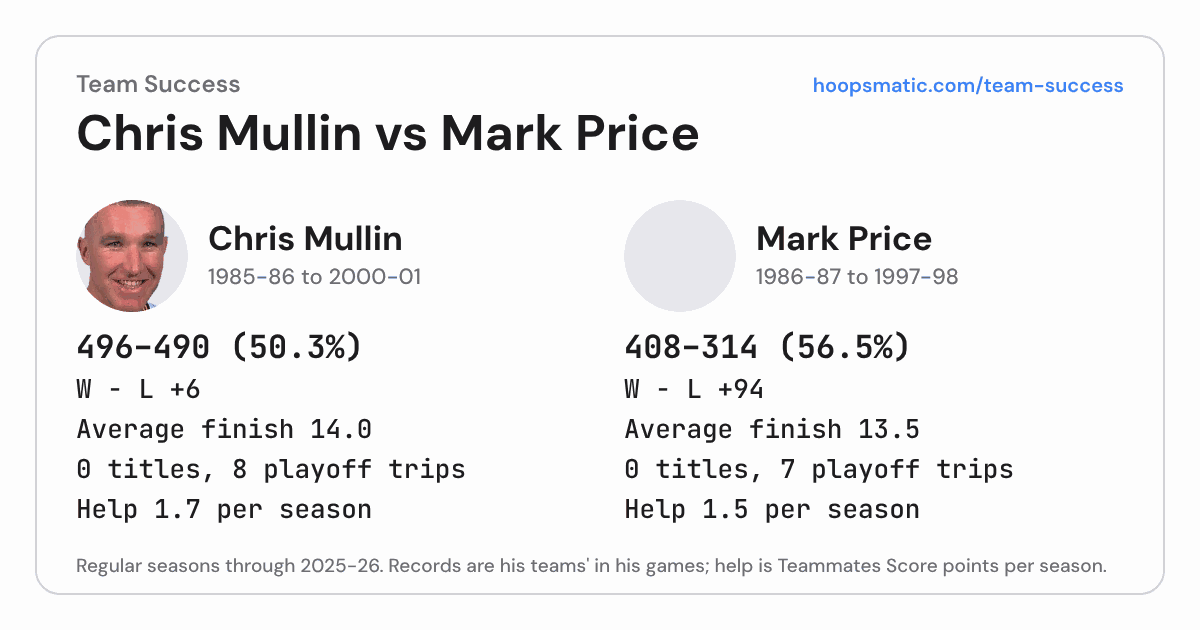 Team Success
hoopsmatic.com/team-success
Chris Mullin vs Mark Price
Chris Mullin
1985–86 to 2000–01
496–490 (50.3%)
W - L +6
Average finish 14.0
0 titles, 8 playoff trips
Help 1.7 per season
Mark Price
1986–87 to 1997–98
408–314 (56.5%)
W - L +94
Average finish 13.5
0 titles, 7 playoff trips
Help 1.5 per season
Regular seasons through 2025-26. Records are his teams' in his games; help is Teammates Score points per season.